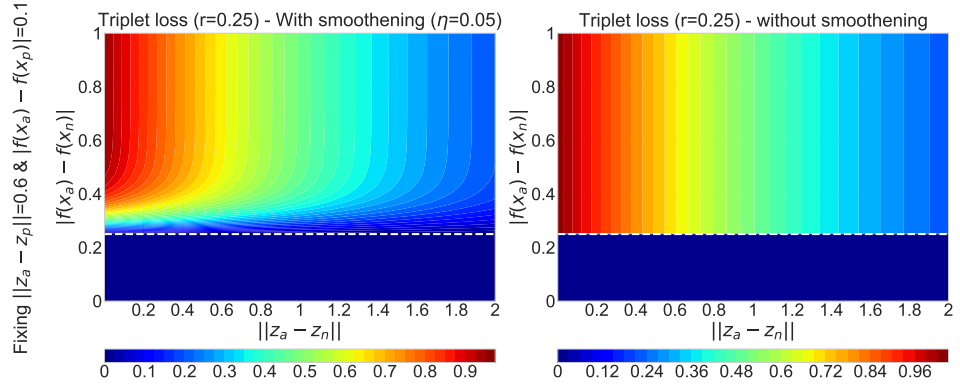 Fixing ||z_a − z_p||=0.6 & |f(x_a) − f(x_p)|=0.1
Triplet loss (r=0.25) - With smoothening (η=0.05)
|f(x_a) − f(x_n)|
1
0.8
0.6
0.4
0.2
0
0.2 0.4 0.6 0.8 1 1.2 1.4 1.6 1.8 2
||z_a − z_n||
0 0.1 0.2 0.3 0.4 0.5 0.6 0.7 0.8 0.9
Triplet loss (r=0.25) - without smoothening
|f(x_a) − f(x_n)|
1
0.8
0.6
0.4
0.2
0
0.2 0.4 0.6 0.8 1 1.2 1.4 1.6 1.8 2
||z_a − z_n||
0 0.12 0.24 0.36 0.48 0.60 0.72 0.84 0.96